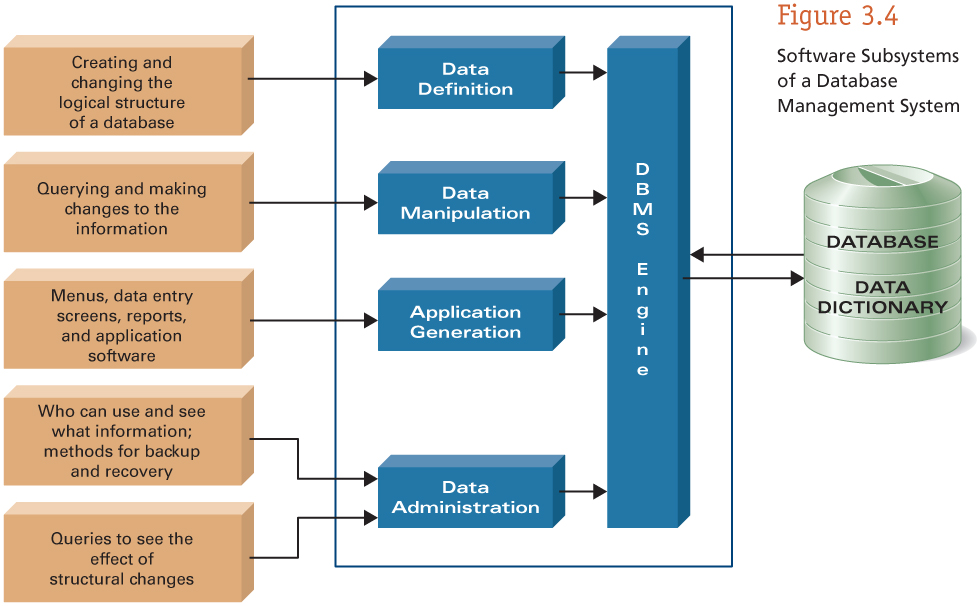 Figure 3.4
Software Subsystems
of a Database
Management System
Creating and
changing the
logical structure
of a database
Data
Definition
Querying and making
changes to the
information
Data
Manipulation
Menus, data entry
screens, reports,
and application
software
Application
Generation
Who can use and see
what information;
methods for backup
and recovery
Queries to see the
effect of
structural changes
Data
Administration
DBMS Engine
DATABASE
DATA
DICTIONARY